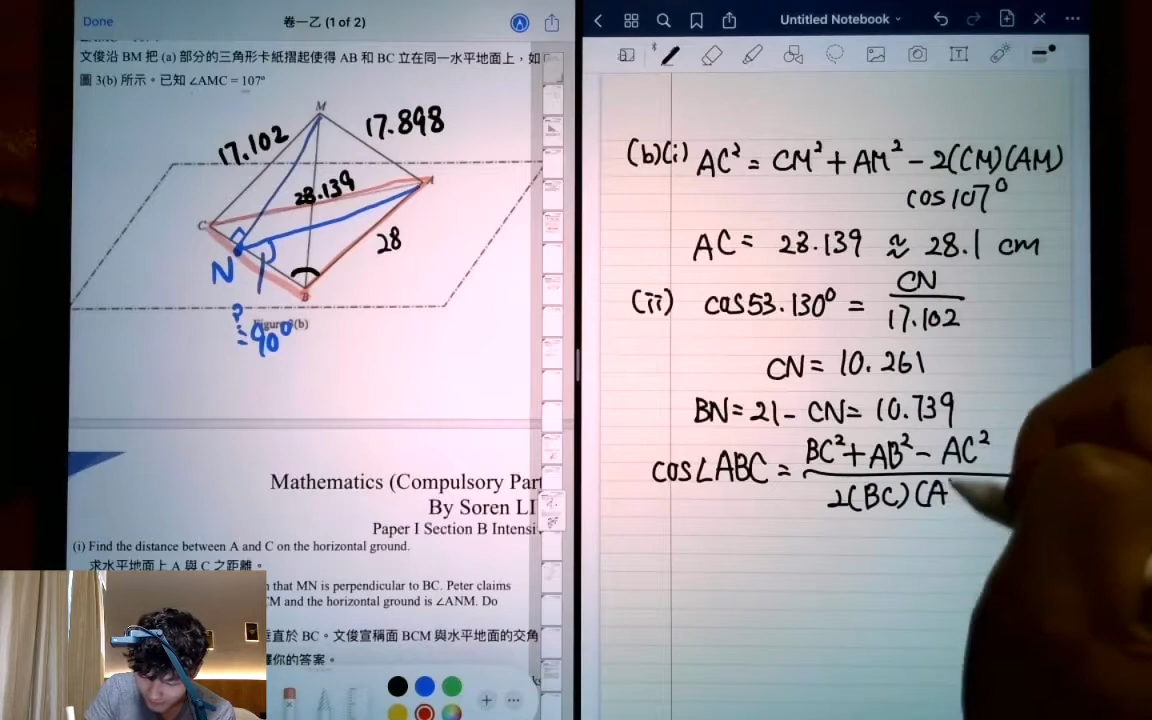 Done
卷一乙 (1 of 2)
文俊沿 BM 把 (a) 部分的三角形卡紙摺起使得 AB 和 BC 立在同一水平地面上，如
圖 3(b) 所示。已知 ∠AMC = 107°
M
17.102
17.898
28.139
A
C
28
N
B
?
= 90°
(b)
Mathematics (Compulsory Part
By Soren LI
Paper I Section B Intensi
(i) Find the distance between A and C on the horizontal ground.
求水平地面上 A 與 C 之距離。
that MN is perpendicular to BC. Peter claims
CM and the horizontal ground is ∠ANM. Do
直於 BC。文俊宣稱面 BCM 與水平地面的交角
你的答案。
Untitled Notebook
(b)(i) AC² = CM² + AM² - 2(CM)(AM)
cos107°
AC = 28.139 ≈ 28.1 cm
(ii) cos53.130° = CN
17.102
CN = 10.261
BN = 21 - CN = 10.739
cos∠ABC = BC² + AB² - AC²
2(BC)(A